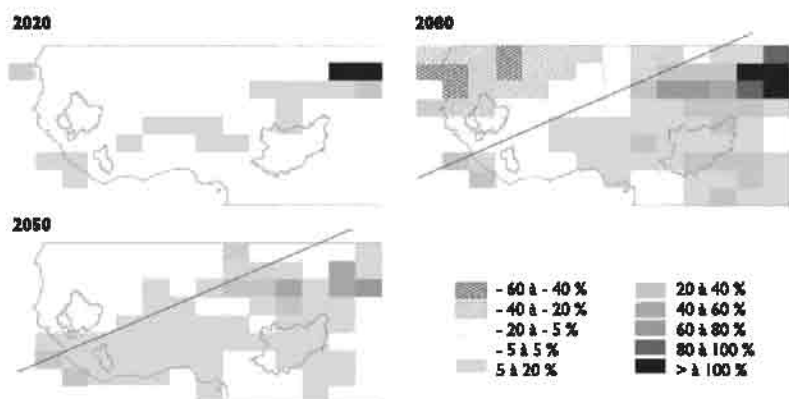 2020
2080
2050
- 60 à - 40 %
- 40 à - 20 %
- 20 à - 5 %
- 5 à 5 %
5 à 20 %
20 à 40 %
40 à 60 %
60 à 80 %
80 à 100 %
> à 100 %